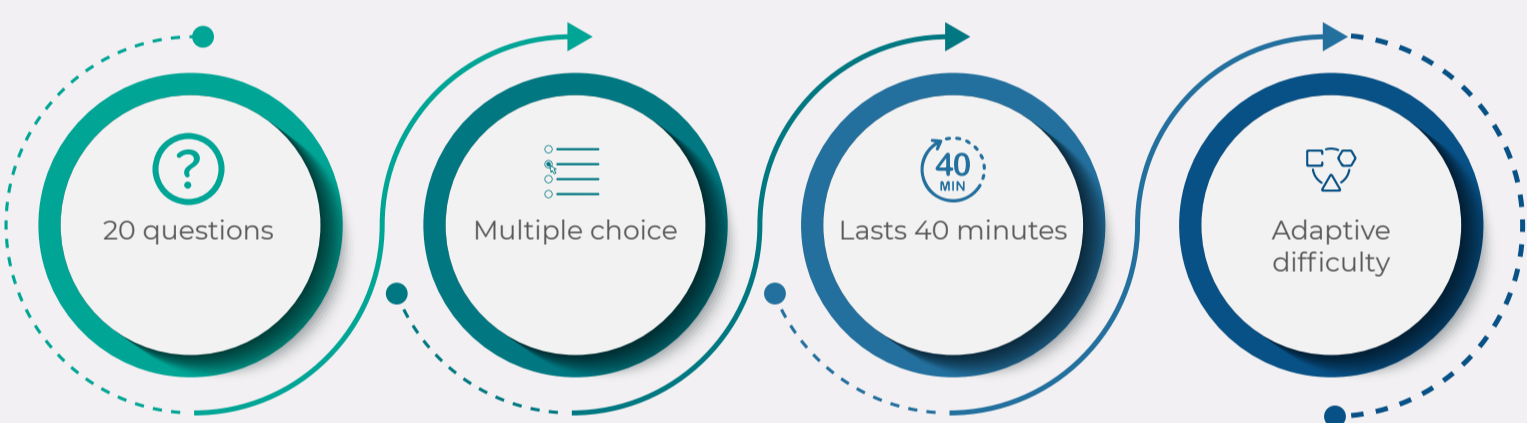 ?
20 questions
Multiple choice
40
MIN
Lasts 40 minutes
Adaptive
difficulty